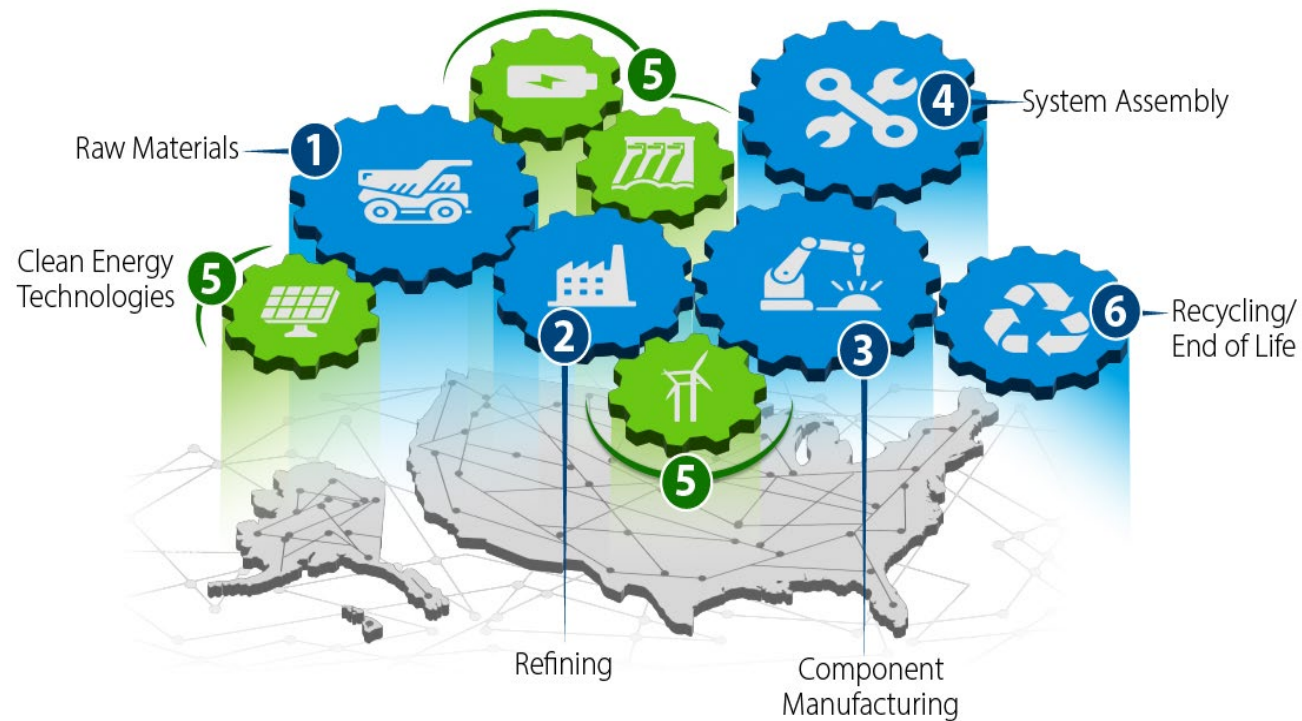 5
4
System Assembly
Raw Materials
1
Clean Energy
Technologies
5
2
3
6
Recycling/
End of Life
5
Refining
Component
Manufacturing